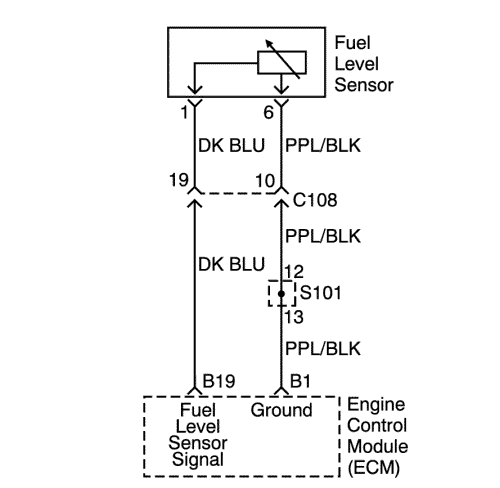 Fuel
Level
Sensor
1
6
DK BLU
PPL/BLK
19
10
C108
PPL/BLK
DK BLU
12
S101
13
PPL/BLK
B19
B1
Fuel
Level
Sensor
Signal
Ground
Engine
Control
Module
(ECM)